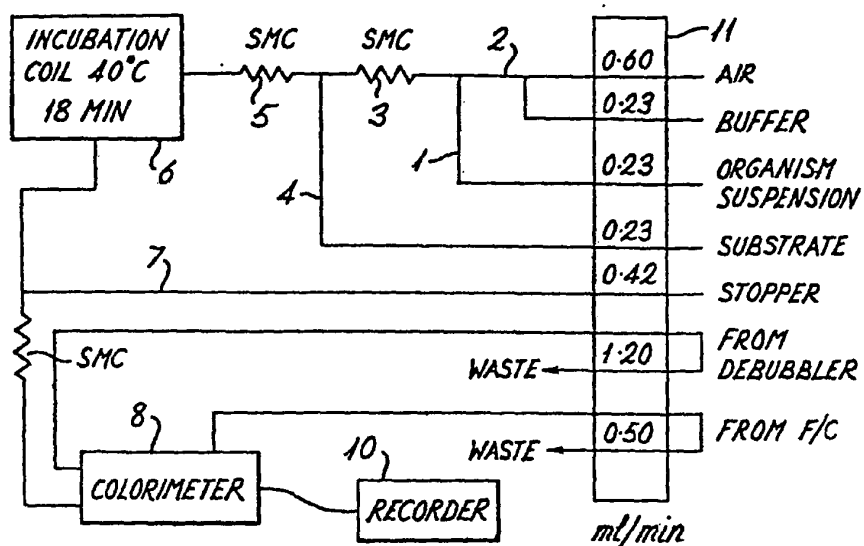 INCUBATION
COIL 40°C
18 MIN
6
SMC
5
SMC
3
2
11
0·60
AIR
0·23
BUFFER
1
0·23
ORGANISM
SUSPENSION
4
0·23
SUBSTRATE
7
0·42
STOPPER
SMC
WASTE
1·20
FROM
DEBUBBLER
8
COLORIMETER
10
RECORDER
WASTE
0·50
FROM F/C
ml/min